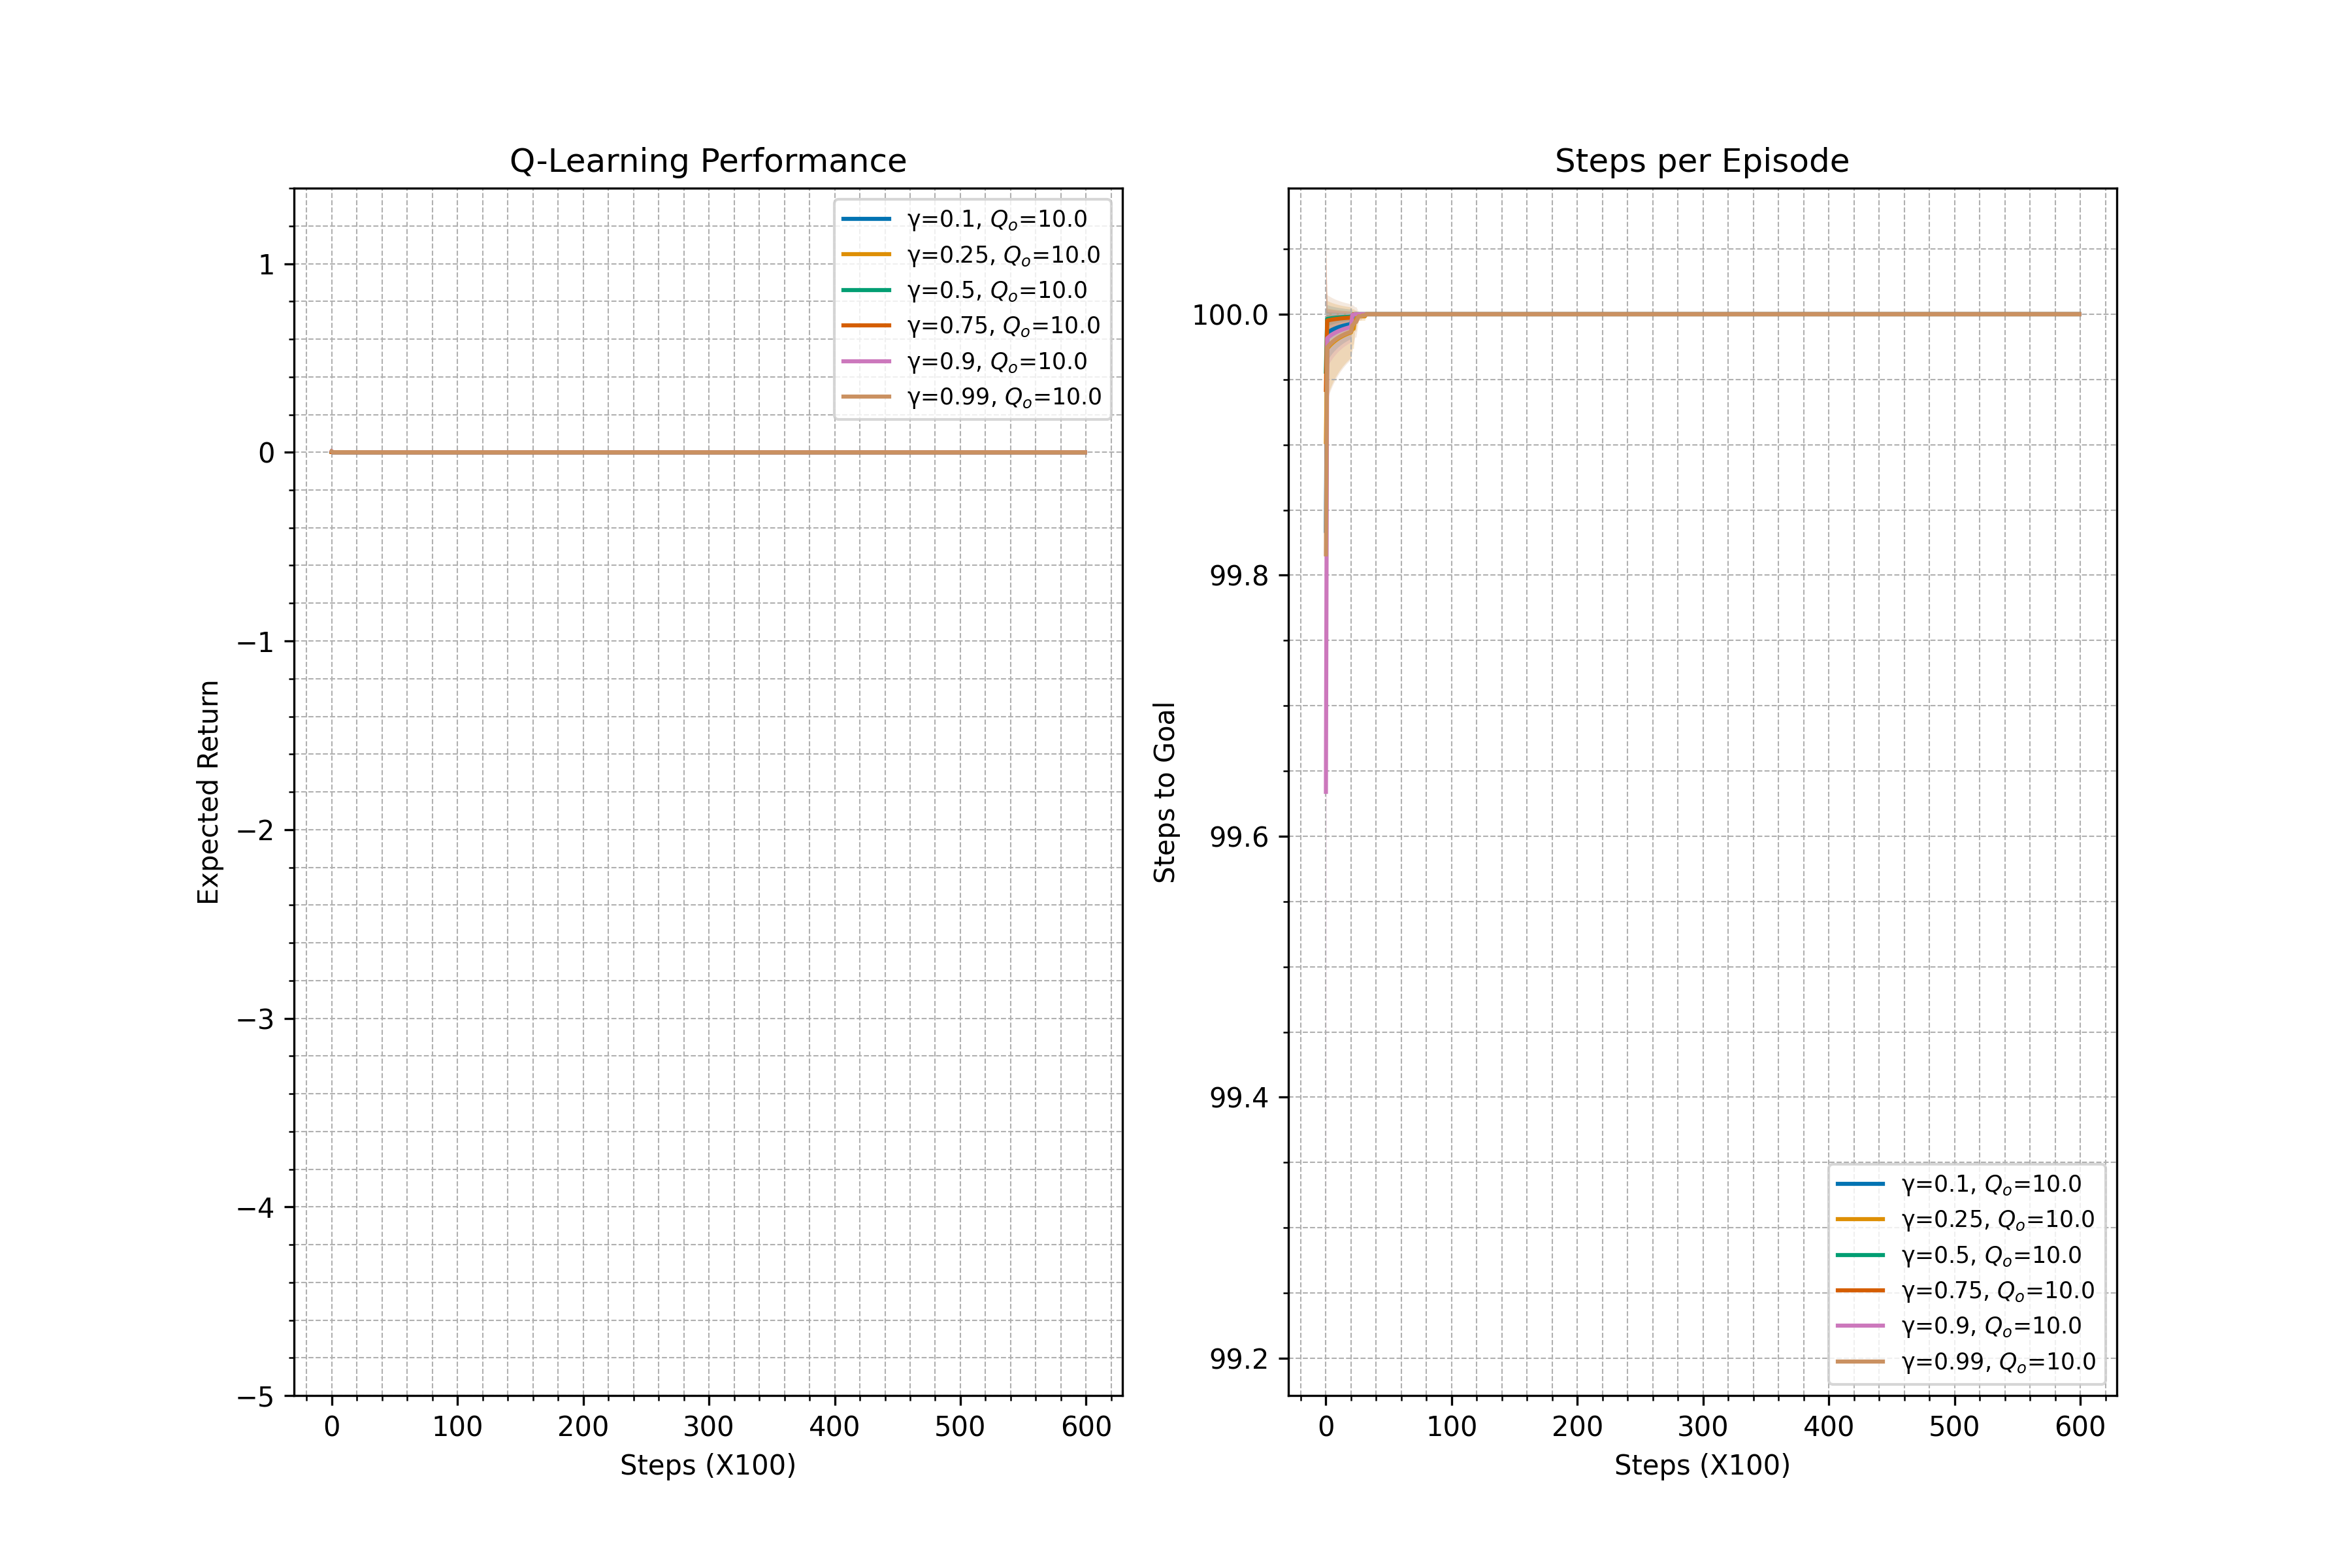 Q-Learning Performance
γ=0.1, Qₒ=10.0
γ=0.25, Qₒ=10.0
γ=0.5, Qₒ=10.0
γ=0.75, Qₒ=10.0
γ=0.9, Qₒ=10.0
γ=0.99, Qₒ=10.0
1
0
−1
−2
−3
−4
−5
Expected Return
0 100 200 300 400 500 600
Steps (X100)
Steps per Episode
100.0
99.8
99.6
99.4
99.2
Steps to Goal
γ=0.1, Qₒ=10.0
γ=0.25, Qₒ=10.0
γ=0.5, Qₒ=10.0
γ=0.75, Qₒ=10.0
γ=0.9, Qₒ=10.0
γ=0.99, Qₒ=10.0
0 100 200 300 400 500 600
Steps (X100)